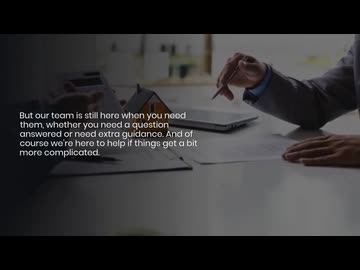 But our team is still here when you need
them, whether you need a question
answered or need extra guidance. And of
course we're here to help if things get a bit
more complicated.